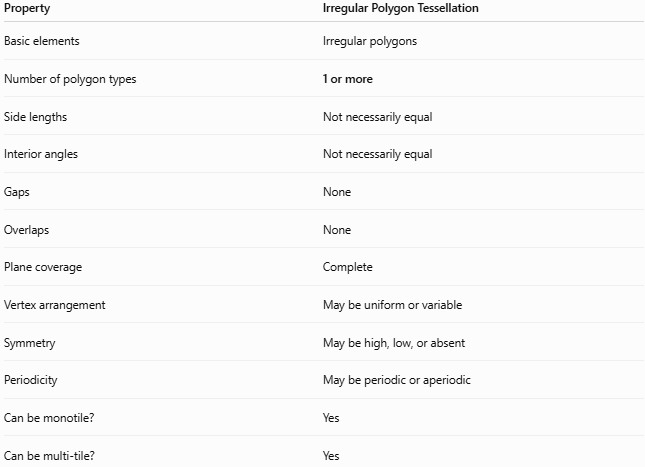 Property Irregular Polygon Tessellation
Basic elements Irregular polygons
Number of polygon types 1 or more
Side lengths Not necessarily equal
Interior angles Not necessarily equal
Gaps None
Overlaps None
Plane coverage Complete
Vertex arrangement May be uniform or variable
Symmetry May be high, low, or absent
Periodicity May be periodic or aperiodic
Can be monotile? Yes
Can be multi-tile? Yes